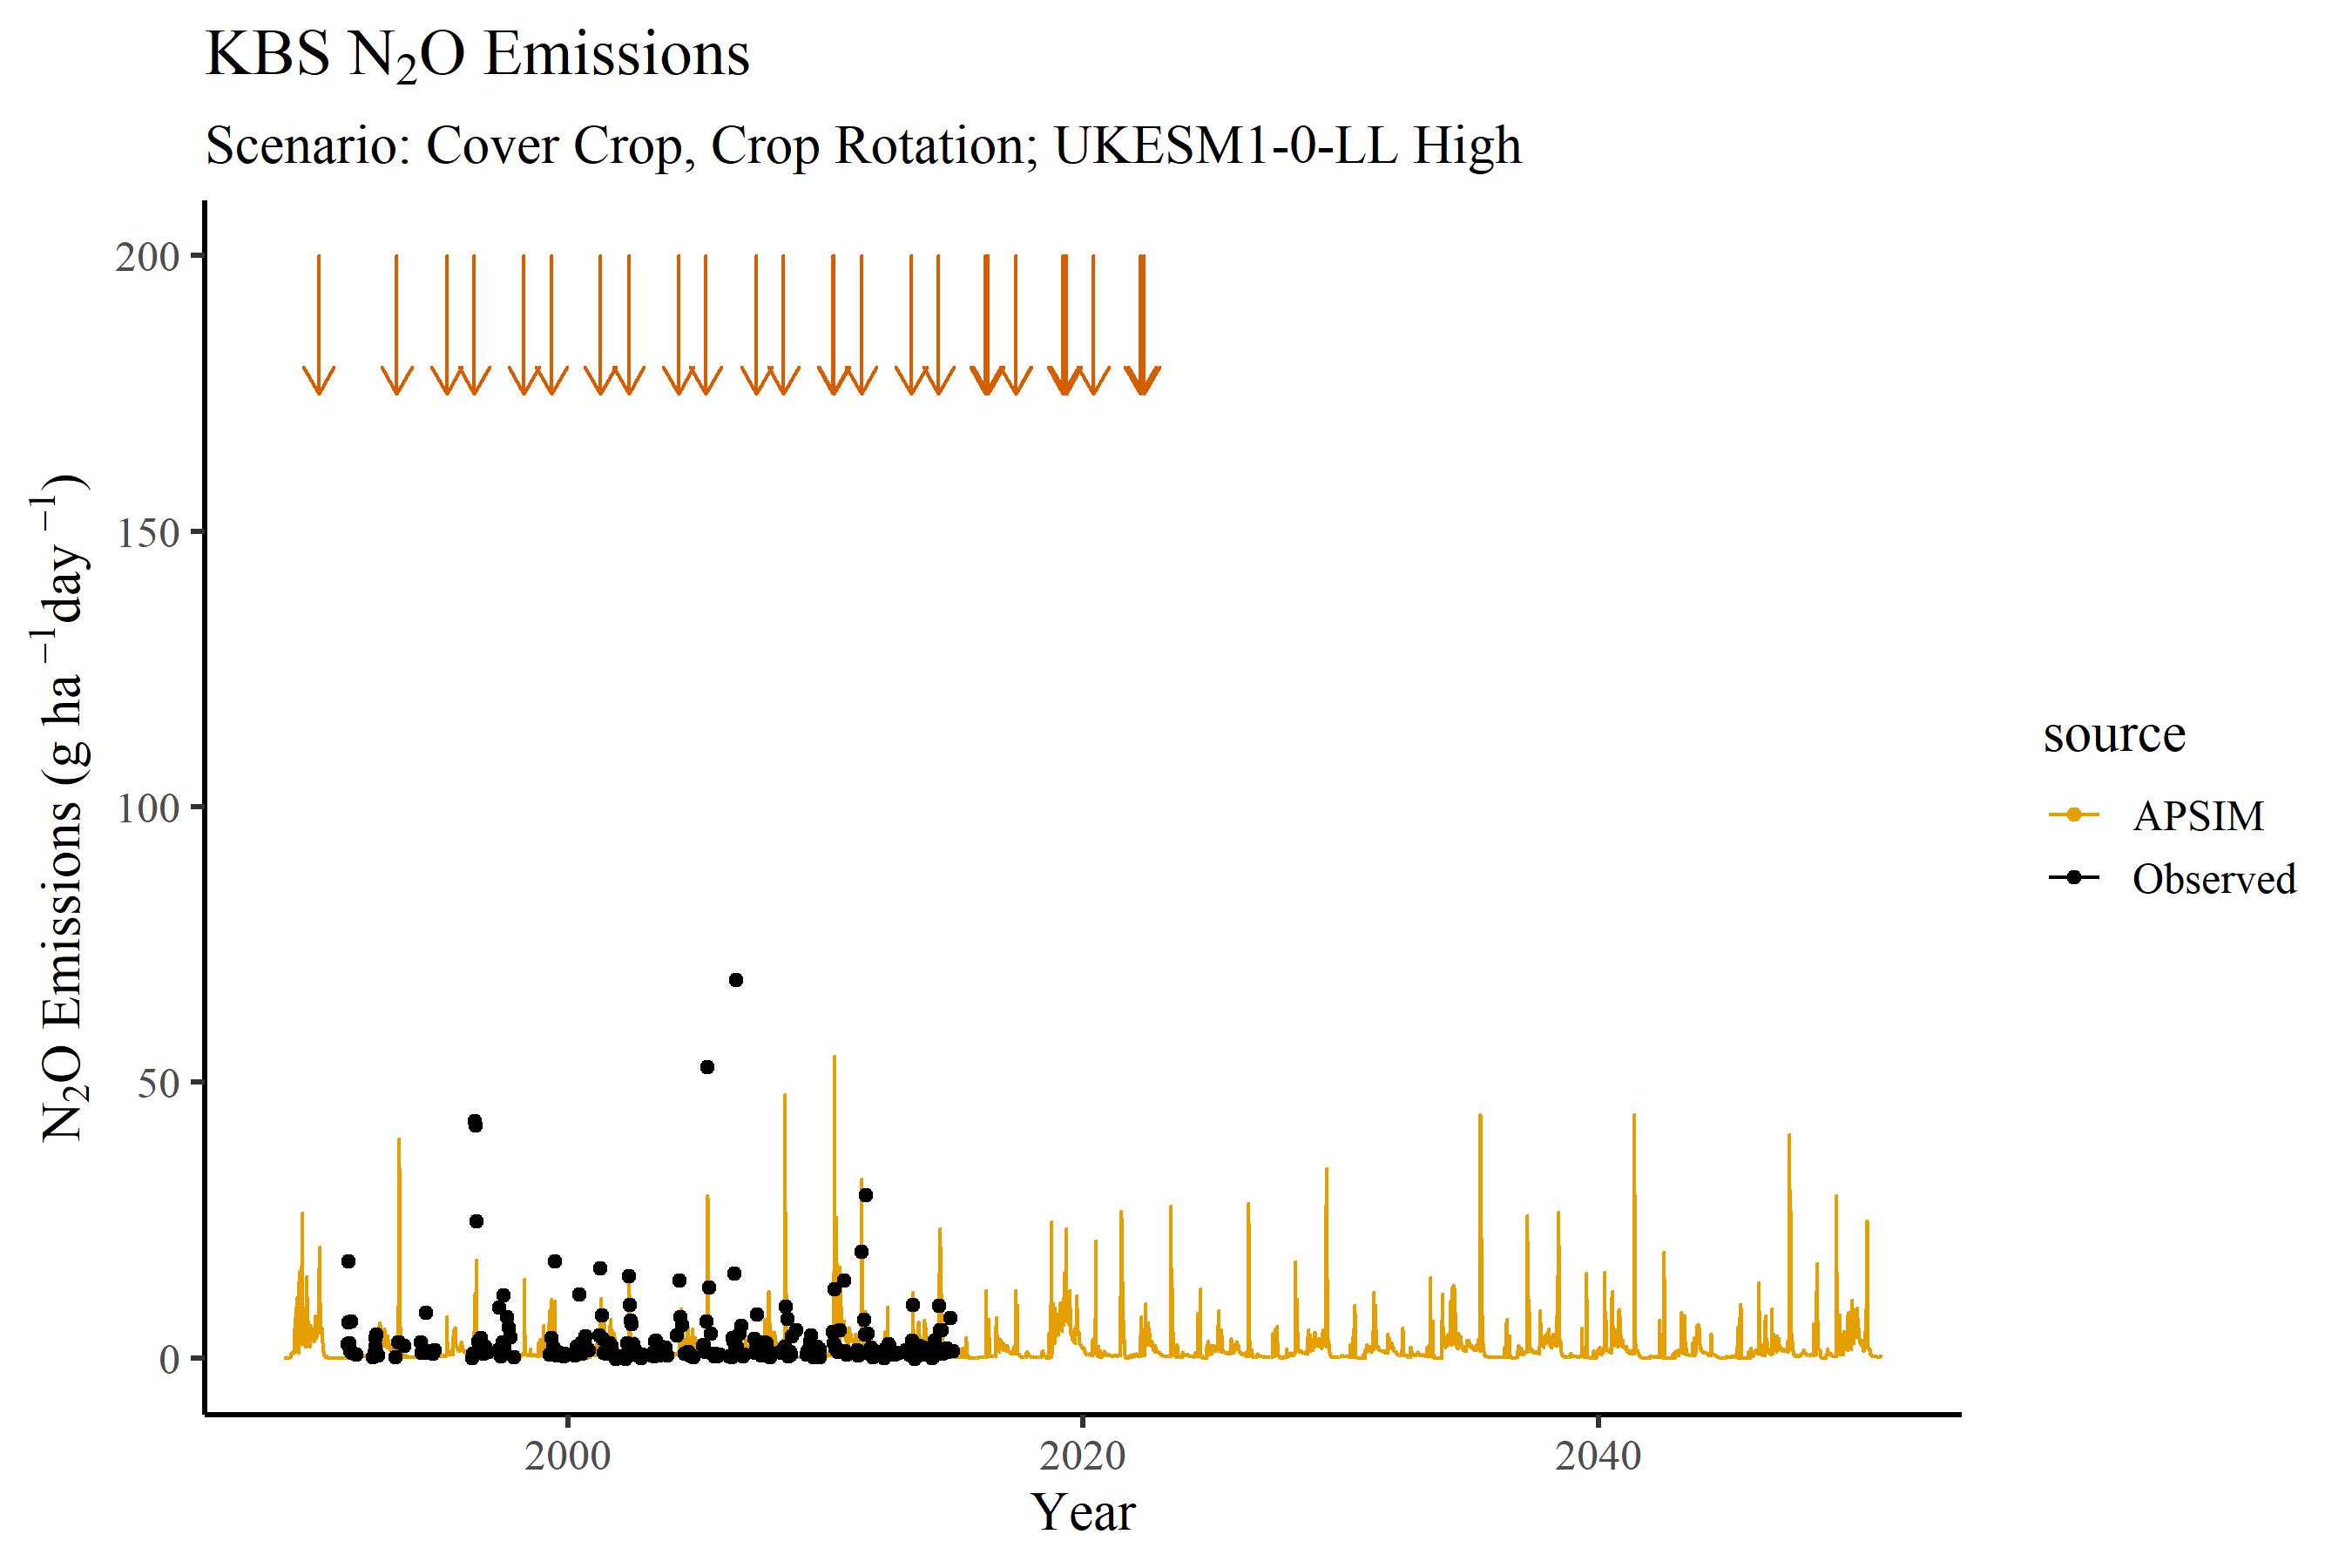 KBS N₂O Emissions
Scenario: Cover Crop, Crop Rotation; UKESM1-0-LL High
N₂O Emissions (g ha ⁻¹day ⁻¹)
200
150
100
50
0
2000
2020
2040
Year
source
APSIM
Observed